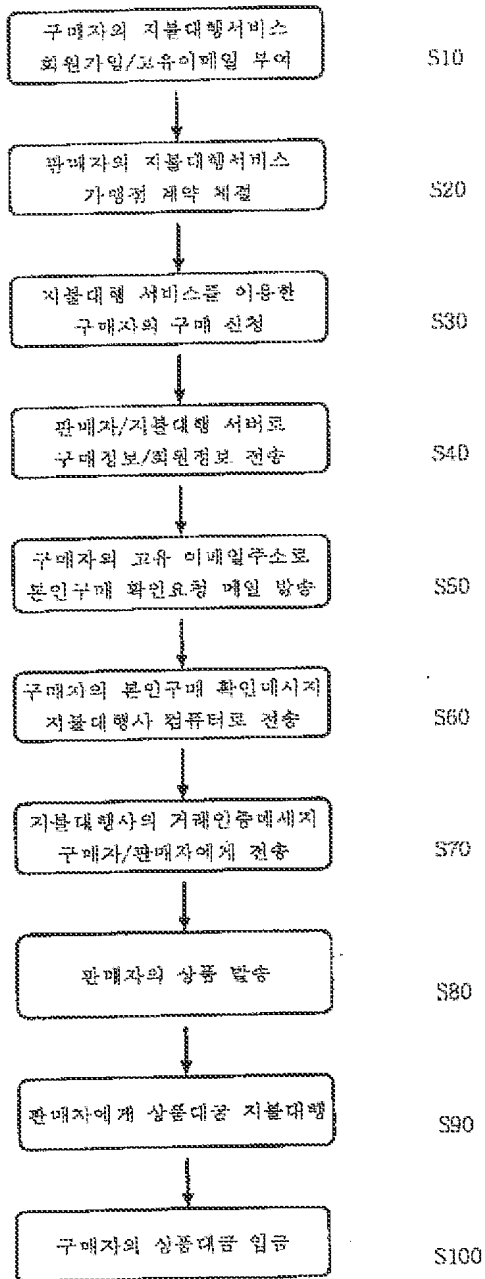 구매자의 지불대행서비스
회원가입/고유이메일 부여
S10
판매자의 지불대행서비스
가맹점 계약 체결
S20
지불대행 서비스를 이용한
구매자의 구매 신청
S30
판매자/지불대행 서버로
구매정보/회원정보 전송
S40
구매자의 고유 이메일주소로
본인구매 확인요청 메일 발송
S50
구매자의 본인구매 확인메시지
지불대행사 컴퓨터로 전송
S60
지불대행사의 거래인증메세지
구매자/판매자에게 전송
S70
판매자의 상품 발송
S80
판매자에게 상품대금 지불대행
S90
구매자의 상품대금 입금
S100